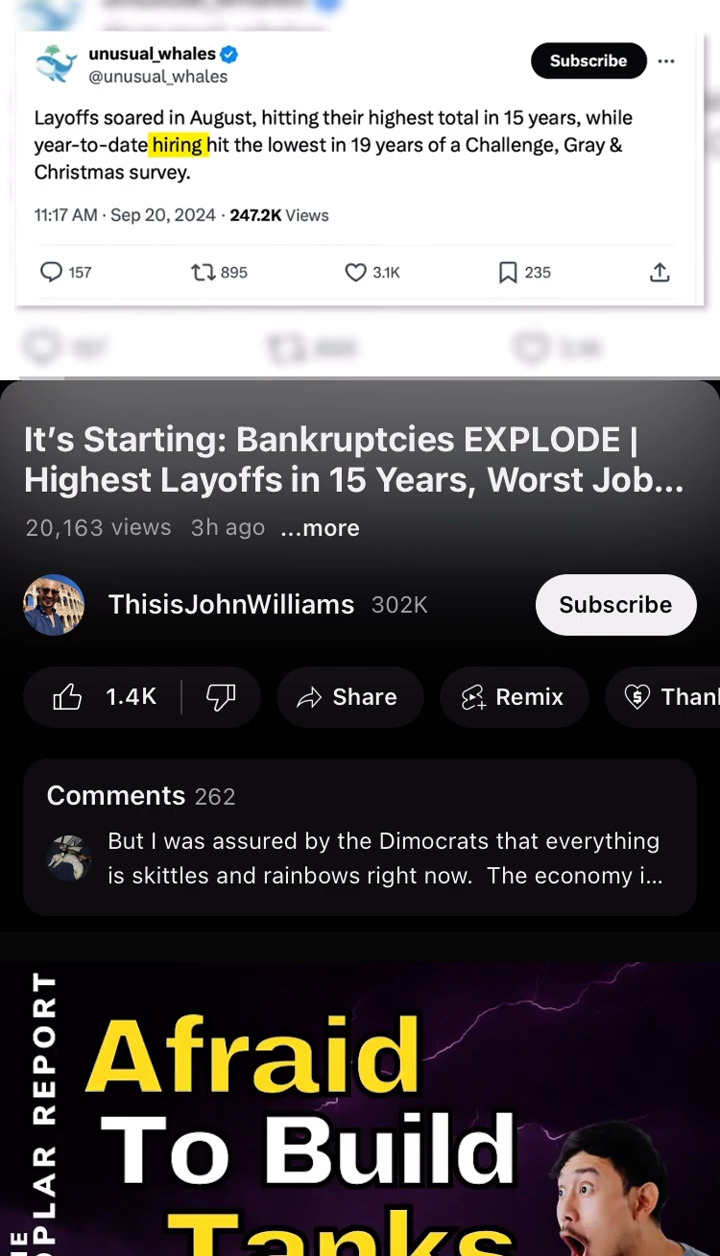 unusual_whales
Subscribe
@unusual_whales
Layoffs soared in August, hitting their highest total in 15 years, while
year-to-date hiring hit the lowest in 19 years of a Challenge, Gray &
Christmas survey.
11:17 AM · Sep 20, 2024 · 247.2K Views
157
895
3.1K
235
It's Starting: Bankruptcies EXPLODE |
Highest Layoffs in 15 Years, Worst Job...
20,163 views 3h ago ...more
ThisisJohnWilliams 302K
Subscribe
1.4K
Share
Remix
Than
Comments 262
But I was assured by the Dimocrats that everything
is skittles and rainbows right now. The economy i...
PLAR REPORT
Afraid
To Build
Tanks